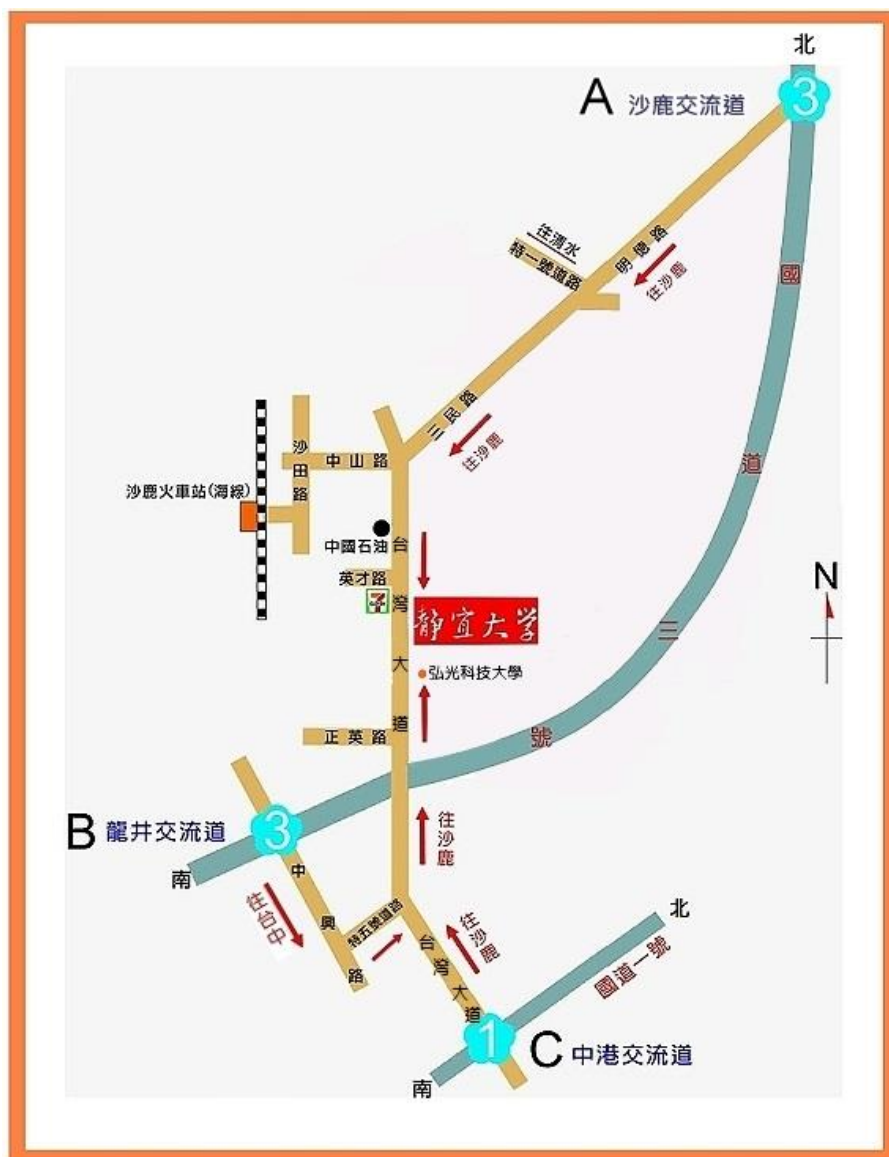 北
A 沙鹿交流道
3
往清水
特一號道路
明德路
往沙鹿
國道三號
三民路
往沙鹿
沙田路
中山路
沙鹿火車站(海線)
中國石油
英才路
7
台灣大道
静宜大学
N
弘光科技大學
正英路
B 龍井交流道
3
南
往沙鹿
往台中
中興路
特五號道路
往沙鹿
台灣大道
北
國道一號
1
C 中港交流道
南